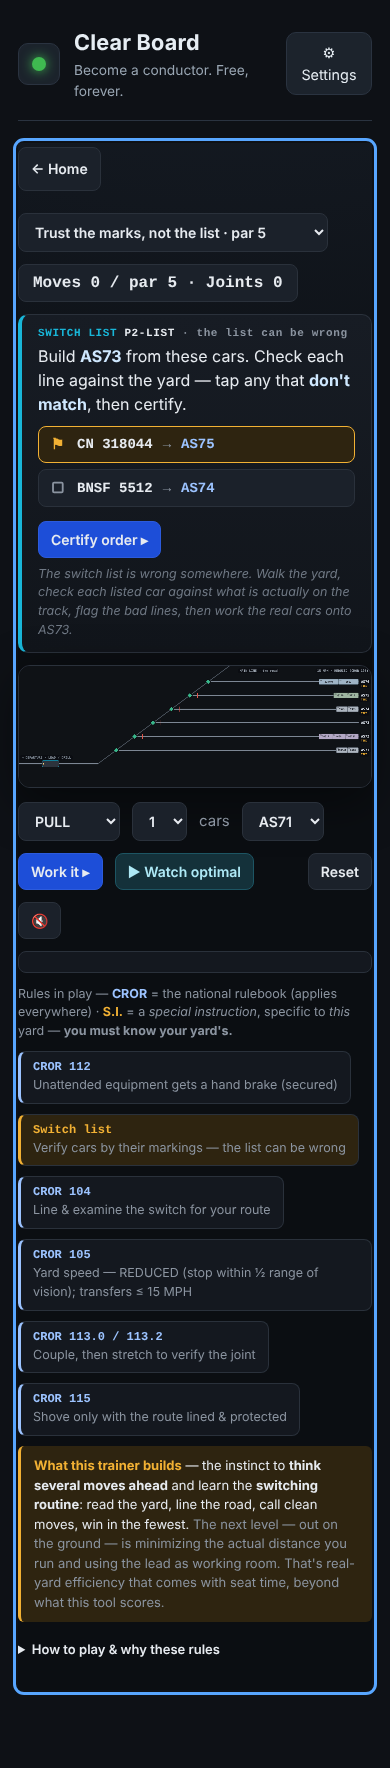 Clear Board
Become a conductor. Free,
forever.
⚙
Settings
← Home
Trust the marks, not the list · par 5
Moves 0 / par 5 · Joints 0
SWITCH LIST P2-LIST · the list can be wrong
Build AS73 from these cars. Check each
line against the yard — tap any that don't
match, then certify.
⚑ CN 318044 → AS75
☐ BNSF 5512 → AS74
Certify order ▸
The switch list is wrong somewhere. Walk the yard,
check each listed car against what is actually on the
track, flag the bad lines, then work the real cars onto
AS73.
PULL 1 cars AS71
Work it ▸ ▶ Watch optimal Reset
Rules in play — CROR = the national rulebook (applies
everywhere) · S.I. = a special instruction, specific to this
yard — you must know your yard's.
CROR 112
Unattended equipment gets a hand brake (secured)
Switch list
Verify cars by their markings — the list can be wrong
CROR 104
Line & examine the switch for your route
CROR 105
Yard speed — REDUCED (stop within ½ range of
vision); transfers ≤ 15 MPH
CROR 113.0 / 113.2
Couple, then stretch to verify the joint
CROR 115
Shove only with the route lined & protected
What this trainer builds — the instinct to think
several moves ahead and learn the switching
routine: read the yard, line the road, call clean
moves, win in the fewest. The next level — out on
the ground — is minimizing the actual distance you
run and using the lead as working room. That's real-
yard efficiency that comes with seat time, beyond
what this tool scores.
▶ How to play & why these rules